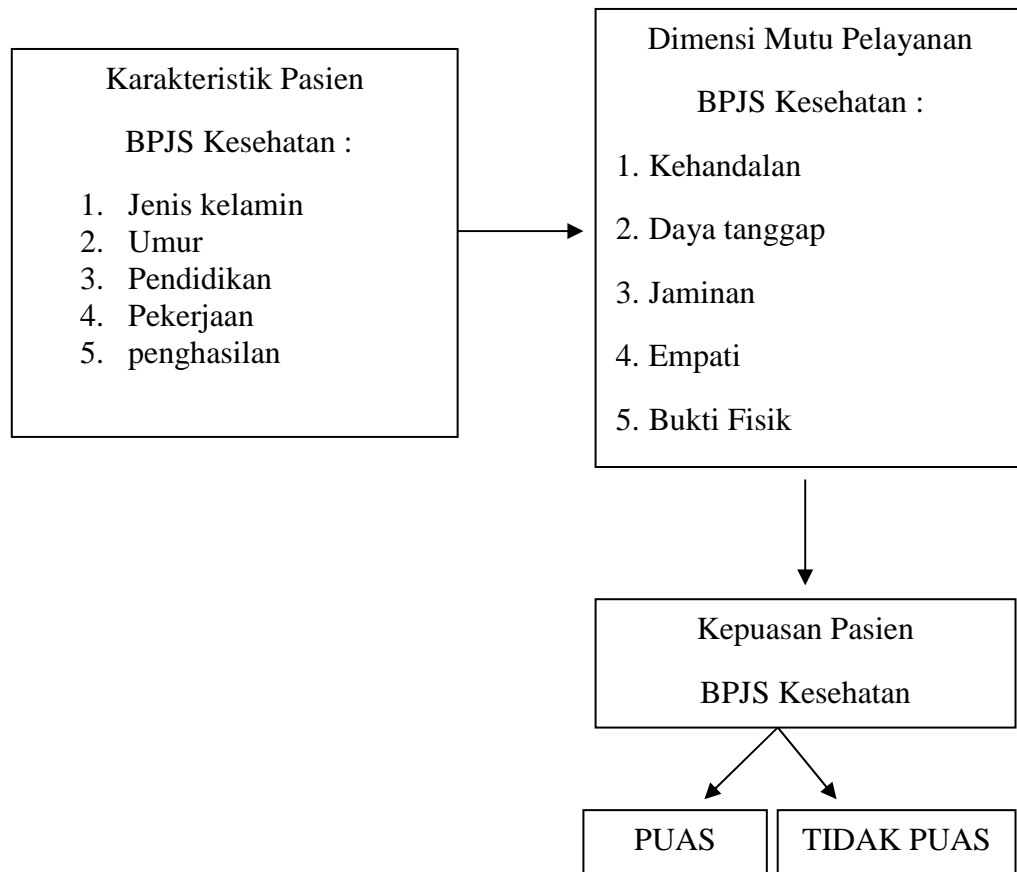 Karakteristik Pasien
BPJS Kesehatan :
1. Jenis kelamin
2. Umur
3. Pendidikan
4. Pekerjaan
5. penghasilan
Dimensi Mutu Pelayanan
BPJS Kesehatan :
1. Kehandalan
2. Daya tanggap
3. Jaminan
4. Empati
5. Bukti Fisik
Kepuasan Pasien
BPJS Kesehatan
PUAS
TIDAK PUAS